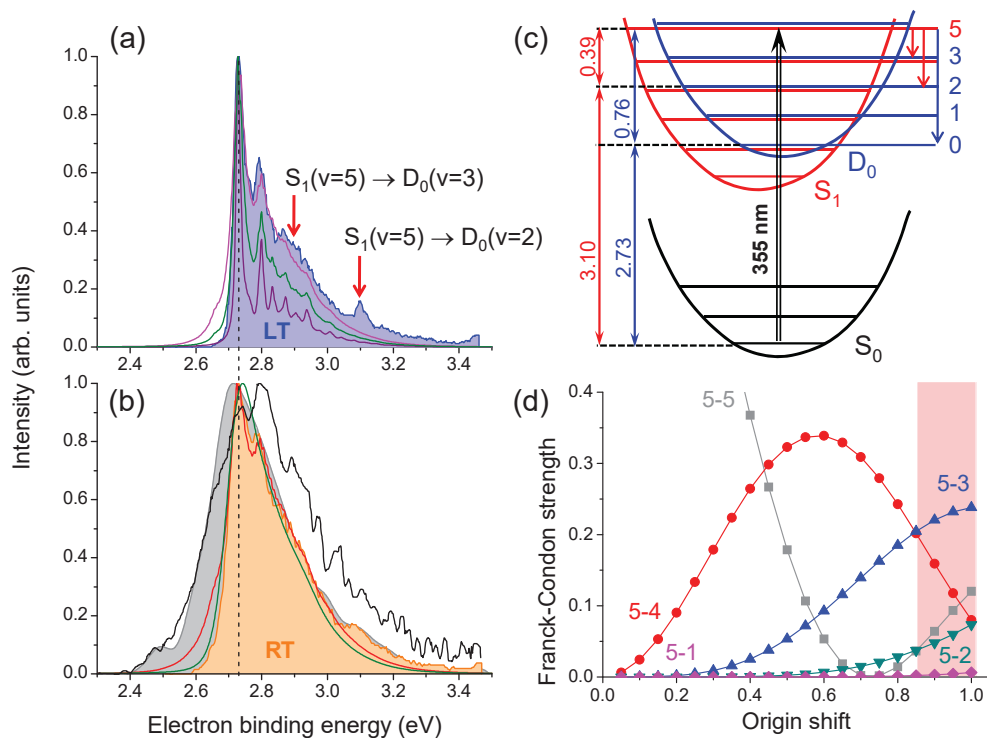 (a)
S₁(v=5) → D₀(v=3)
S₁(v=5) → D₀(v=2)
LT
1.0
0.8
0.6
0.4
0.2
0.0
2.4 2.6 2.8 3.0 3.2 3.4
Intensity (arb. units)
(b)
RT
1.0
0.8
0.6
0.4
0.2
0.0
2.4 2.6 2.8 3.0 3.2 3.4
Electron binding energy (eV)
(c)
0.39
0.76
3.10
2.73
355 nm
5
3
2
1
0
D₀
S₁
S₀
(d)
5-5
5-3
5-4
5-1
5-2
0.4
0.3
0.2
0.1
0.0
0.0 0.2 0.4 0.6 0.8 1.0
Franck-Condon strength
Origin shift